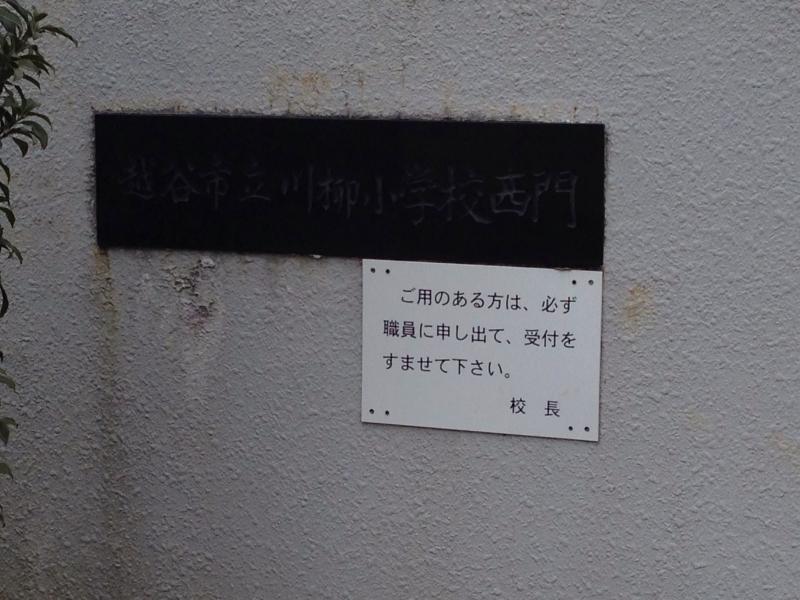 越谷市立川柳小学校西門
ご用のある方は、必ず
職員に申し出て、受付を
すませて下さい。
校 長